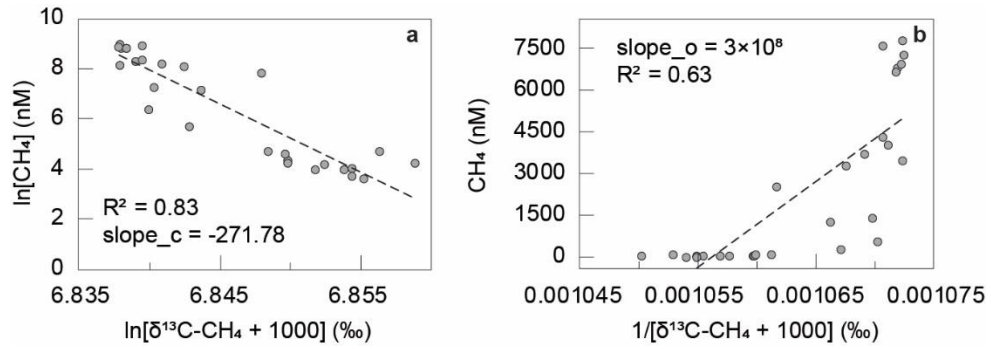 a
ln[CH₄] (nM)
10
8
6
4
2
0
R² = 0.83
slope_c = -271.78
6.835
6.845
6.855
ln[δ¹³C-CH₄ + 1000] (‰)
b
CH₄ (nM)
7500
6000
4500
3000
1500
0
slope_o = 3×10⁸
R² = 0.63
0.001045
0.001055
0.001065
0.001075
1/[δ¹³C-CH₄ + 1000] (‰)